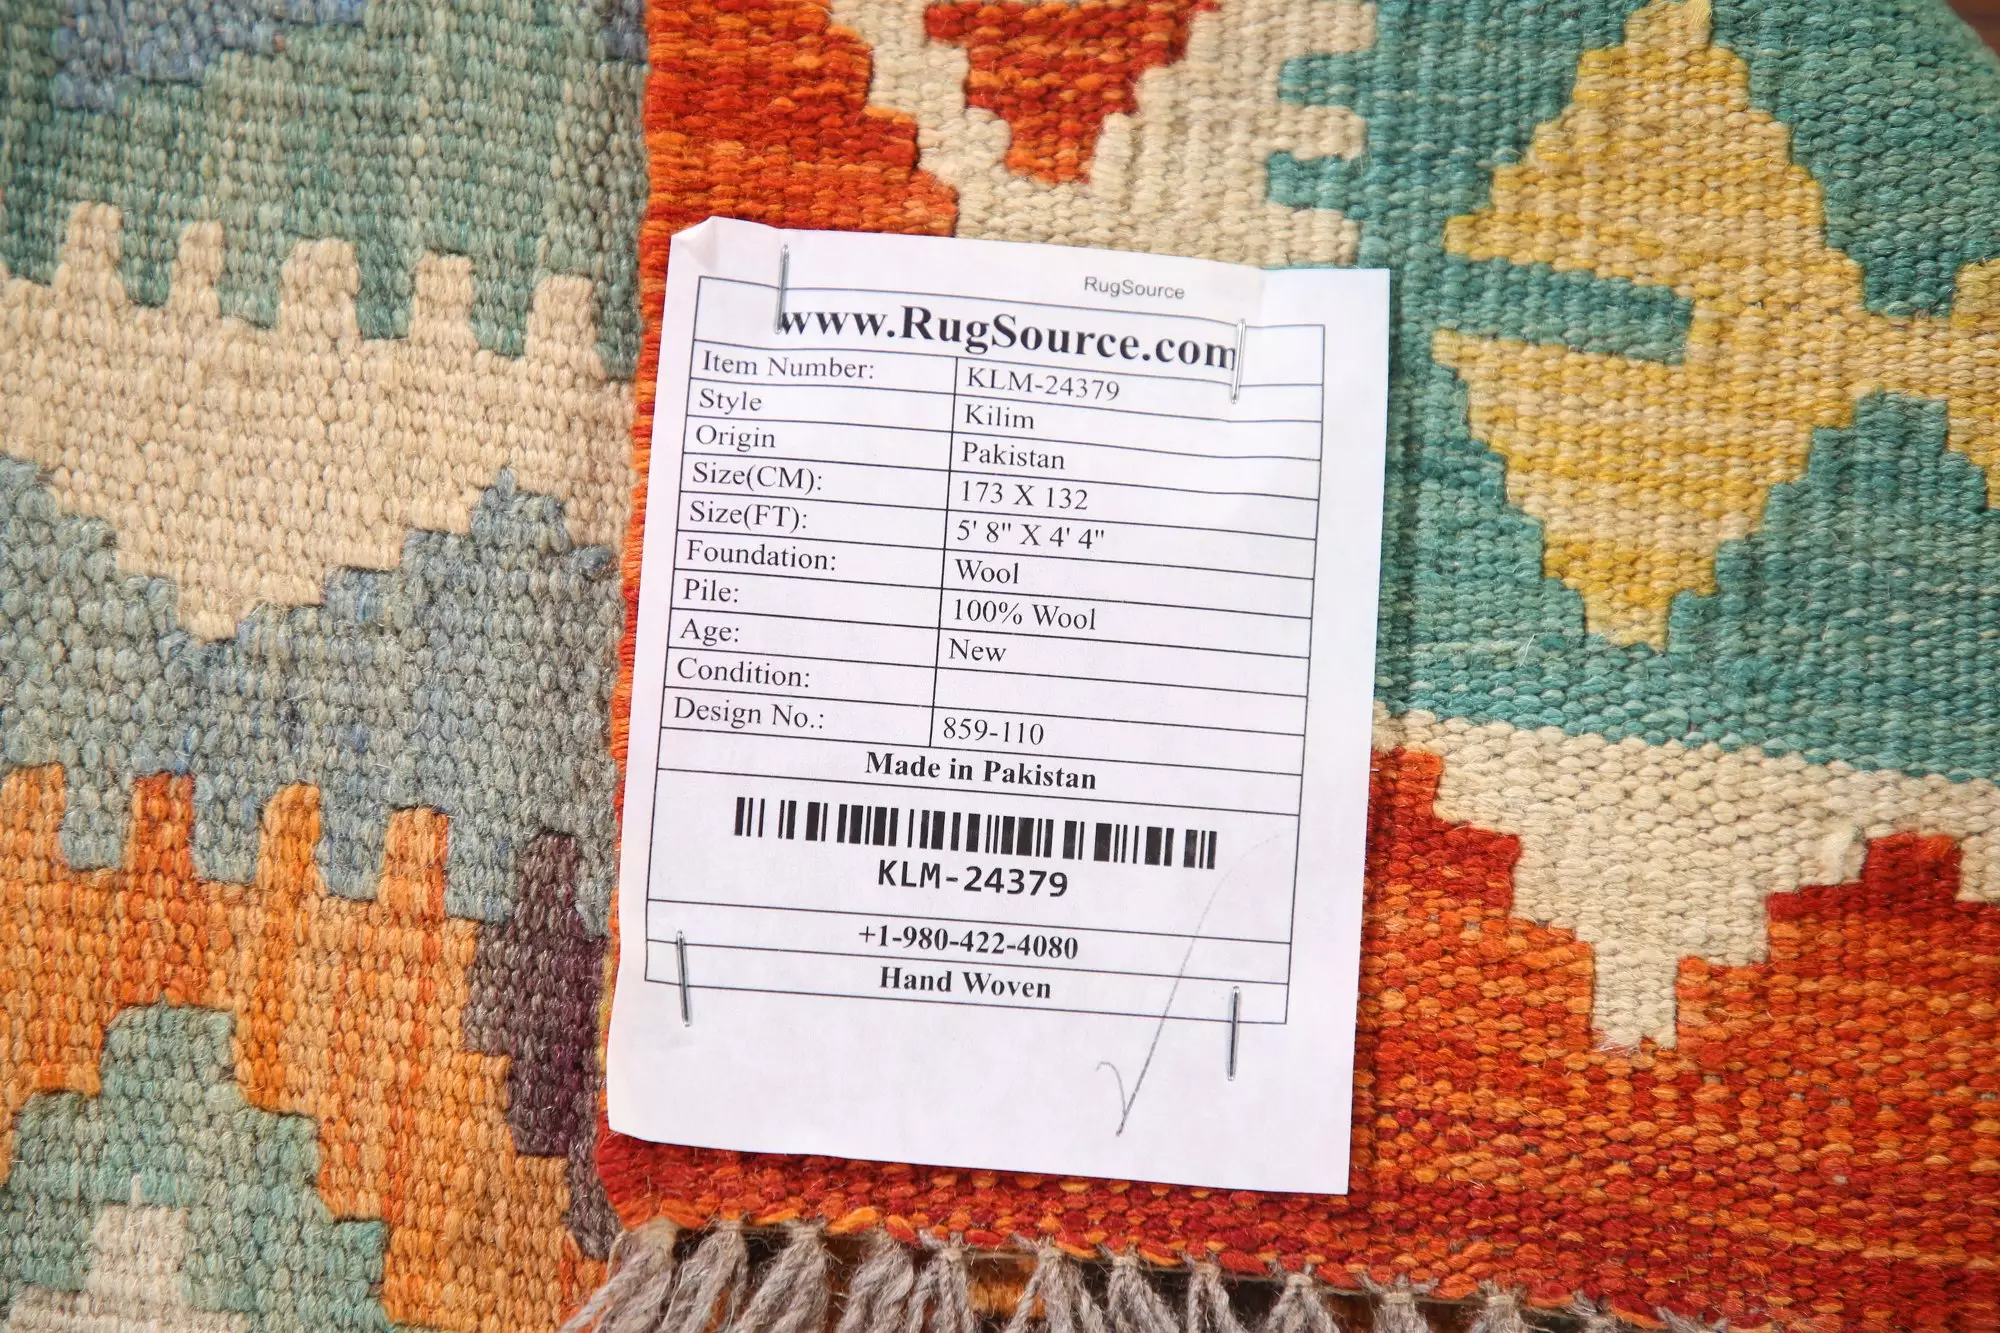 RugSource
www.RugSource.com
Item Number: KLM-24379
Style Kilim
Origin Pakistan
Size(CM): 173 X 132
Size(FT): 5' 8" X 4' 4"
Foundation: Wool
Pile: 100% Wool
Age: New
Condition:
Design No.: 859-110
Made in Pakistan
KLM-24379
+1-980-422-4080
Hand Woven